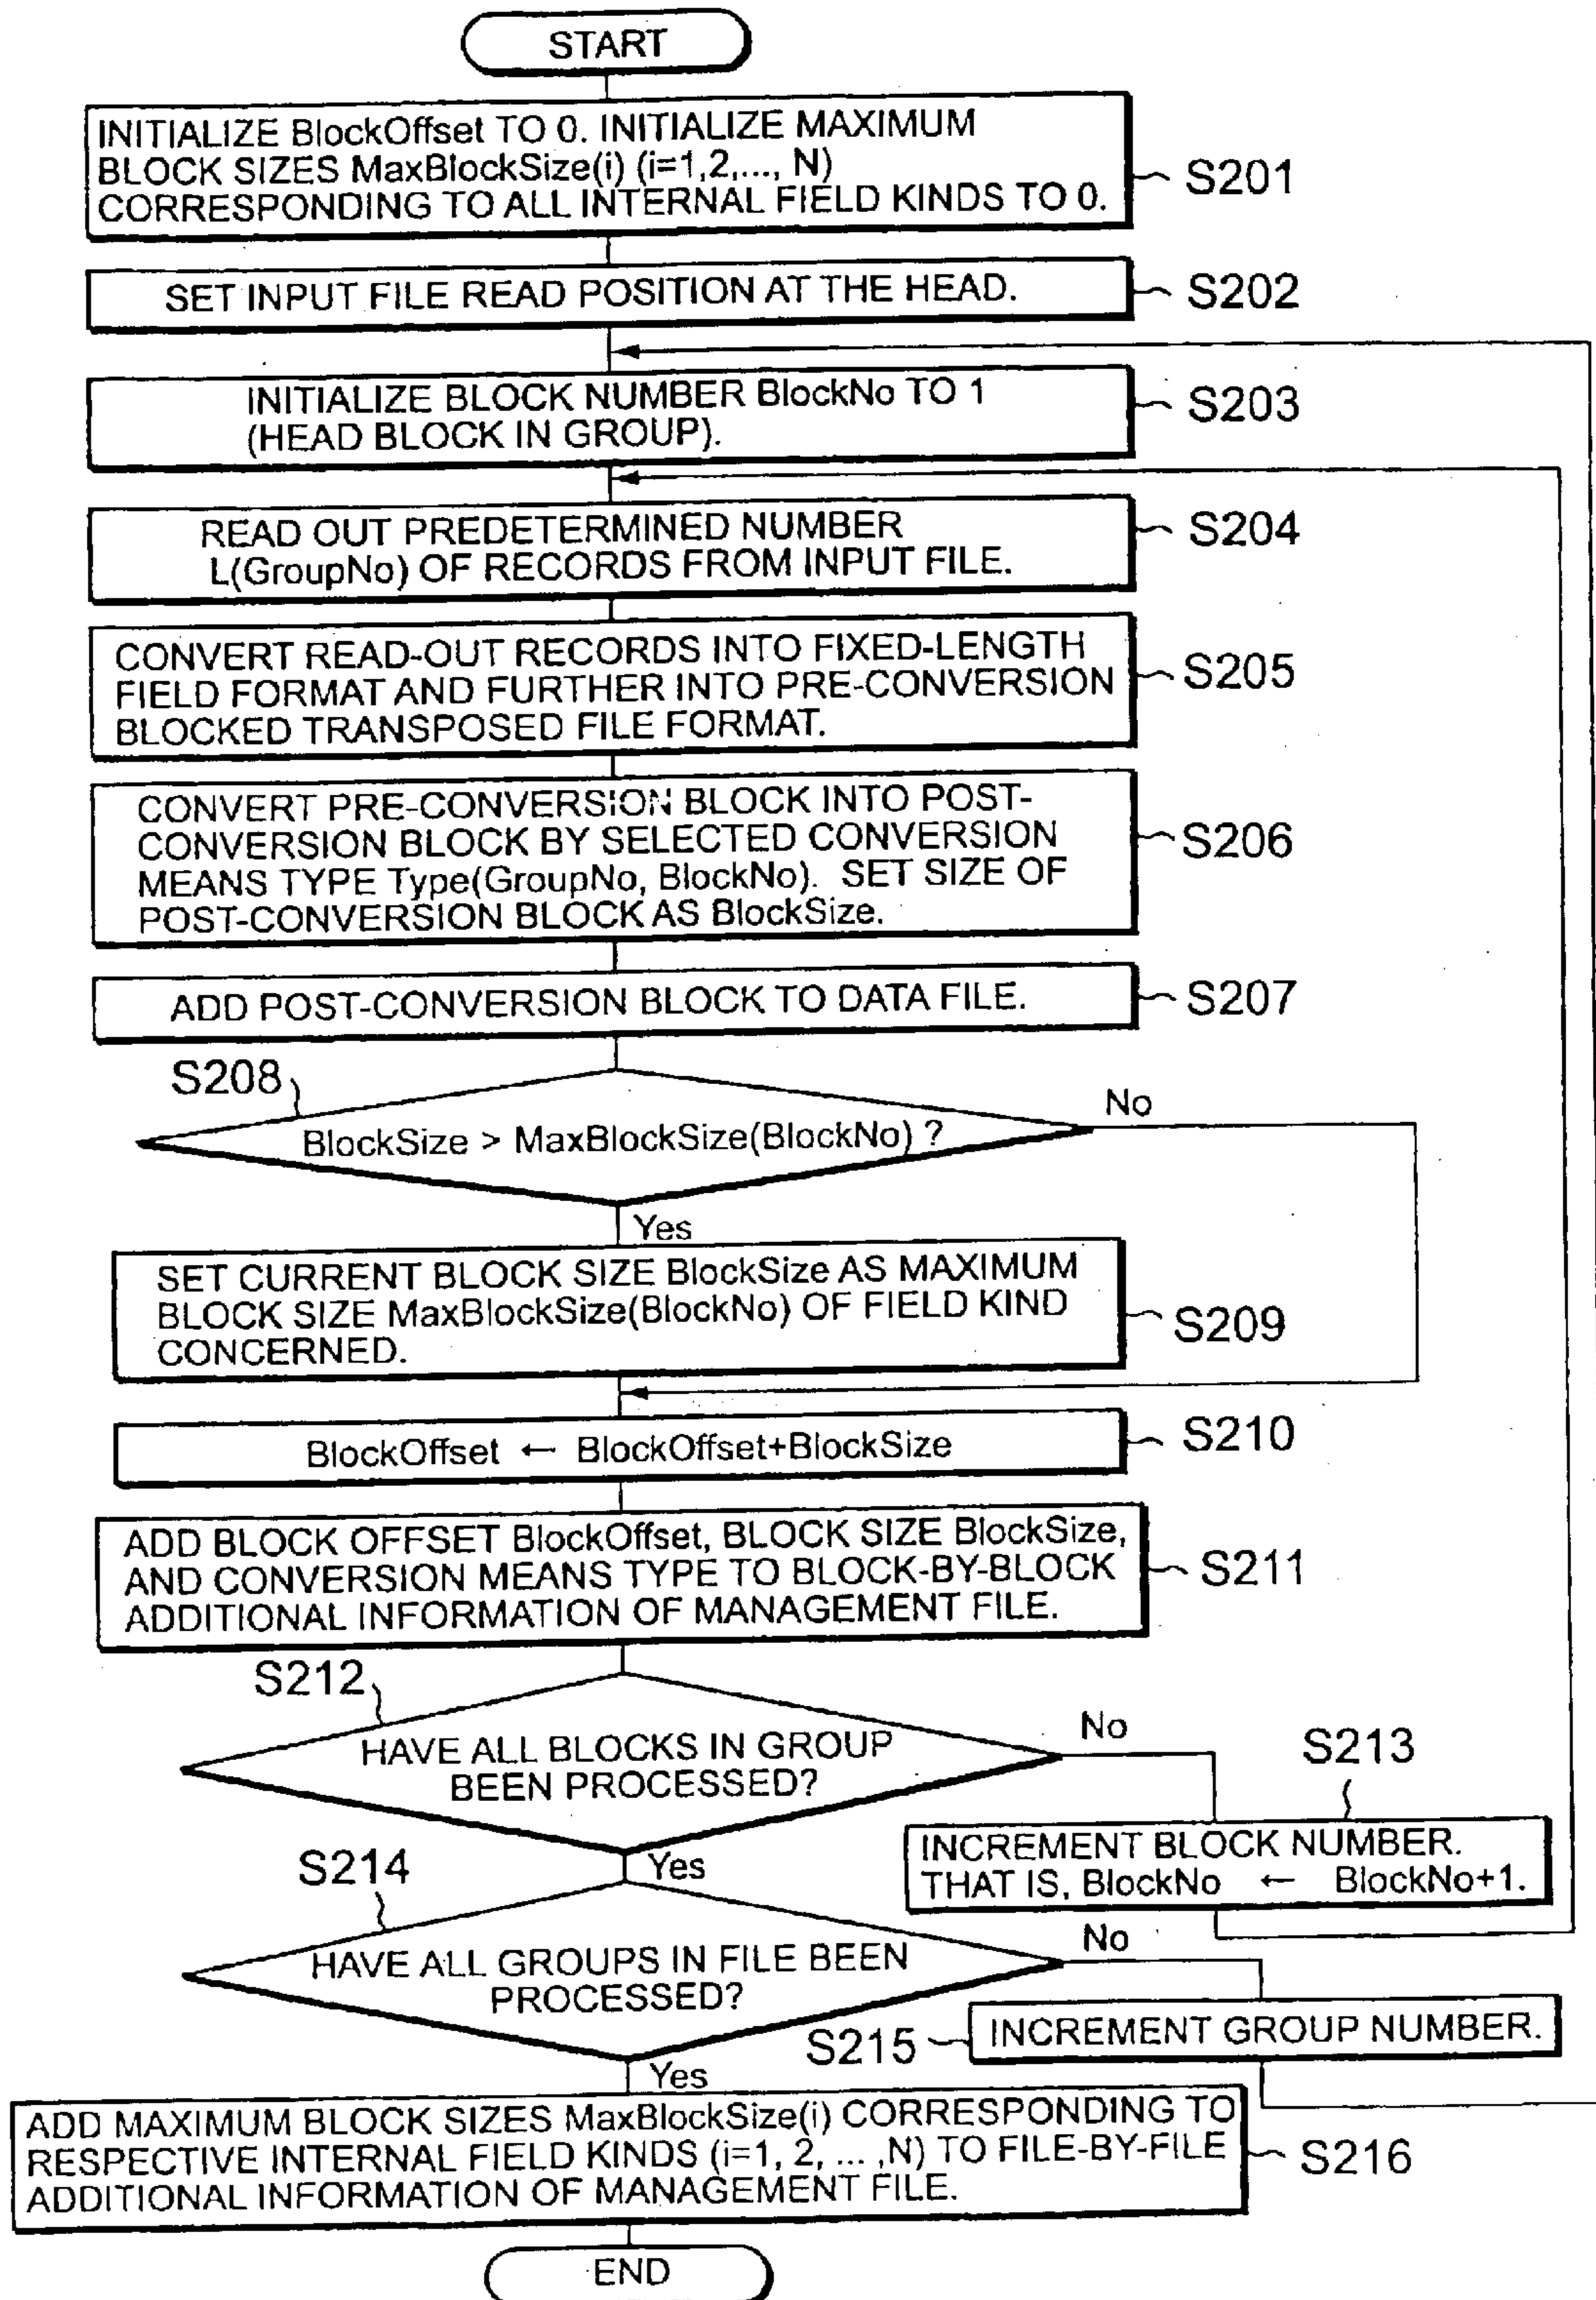 START
INITIALIZE BlockOffset TO 0. INITIALIZE MAXIMUM
BLOCK SIZES MaxBlockSize(i) (i=1,2,..., N)
CORRESPONDING TO ALL INTERNAL FIELD KINDS TO 0.
S201
SET INPUT FILE READ POSITION AT THE HEAD.
S202
INITIALIZE BLOCK NUMBER BlockNo TO 1
(HEAD BLOCK IN GROUP).
S203
READ OUT PREDETERMINED NUMBER
L(GroupNo) OF RECORDS FROM INPUT FILE.
S204
CONVERT READ-OUT RECORDS INTO FIXED-LENGTH
FIELD FORMAT AND FURTHER INTO PRE-CONVERSION
BLOCKED TRANSPOSED FILE FORMAT.
S205
CONVERT PRE-CONVERSION BLOCK INTO POST-
CONVERSION BLOCK BY SELECTED CONVERSION
MEANS TYPE Type(GroupNo, BlockNo). SET SIZE OF
POST-CONVERSION BLOCK AS BlockSize.
S206
ADD POST-CONVERSION BLOCK TO DATA FILE.
S207
S208
BlockSize > MaxBlockSize(BlockNo) ?
No
Yes
SET CURRENT BLOCK SIZE BlockSize AS MAXIMUM
BLOCK SIZE MaxBlockSize(BlockNo) OF FIELD KIND
CONCERNED.
S209
BlockOffset ← BlockOffset+BlockSize
S210
ADD BLOCK OFFSET BlockOffset, BLOCK SIZE BlockSize,
AND CONVERSION MEANS TYPE TO BLOCK-BY-BLOCK
ADDITIONAL INFORMATION OF MANAGEMENT FILE.
S211
S212
HAVE ALL BLOCKS IN GROUP
BEEN PROCESSED?
No
Yes
S213
INCREMENT BLOCK NUMBER.
THAT IS, BlockNo ← BlockNo+1.
S214
HAVE ALL GROUPS IN FILE BEEN
PROCESSED?
No
Yes
S215
INCREMENT GROUP NUMBER.
ADD MAXIMUM BLOCK SIZES MaxBlockSize(i) CORRESPONDING TO
RESPECTIVE INTERNAL FIELD KINDS (i=1, 2, ... ,N) TO FILE-BY-FILE
ADDITIONAL INFORMATION OF MANAGEMENT FILE.
S216
END